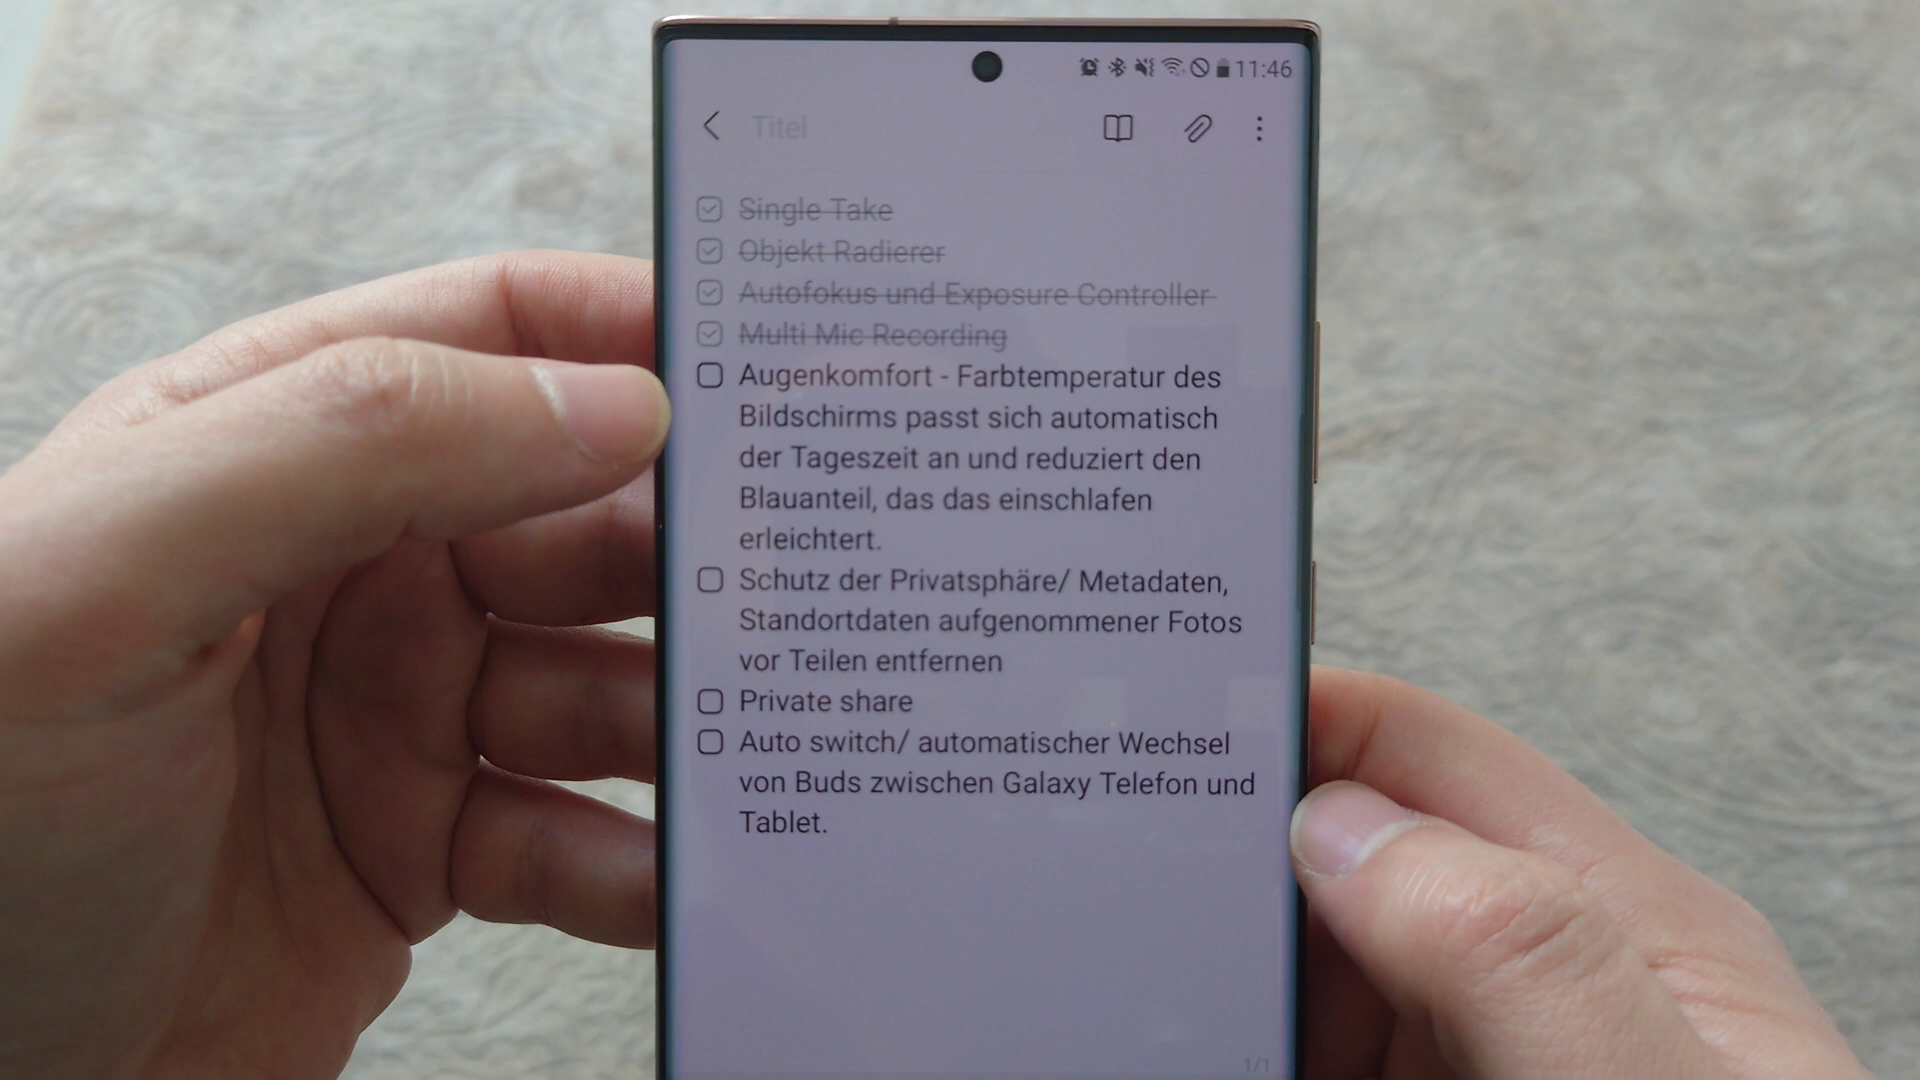 11:46
Titel
Single Take
Objekt Radierer
Autofokus und Exposure Controller
Multi Mic Recording
Augenkomfort - Farbtemperatur des
Bildschirms passt sich automatisch
der Tageszeit an und reduziert den
Blauanteil, das das einschlafen
erleichtert.
Schutz der Privatsphäre/ Metadaten,
Standortdaten aufgenommener Fotos
vor Teilen entfernen
Private share
Auto switch/ automatischer Wechsel
von Buds zwischen Galaxy Telefon und
Tablet.
1/1